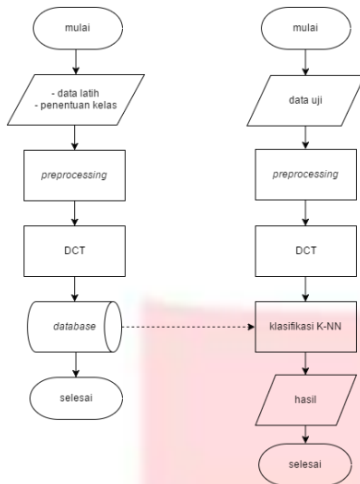 mulai
- data latih
- penentuan kelas
preprocessing
DCT
database
selesai
mulai
data uji
preprocessing
DCT
klasifikasi K-NN
hasil
selesai